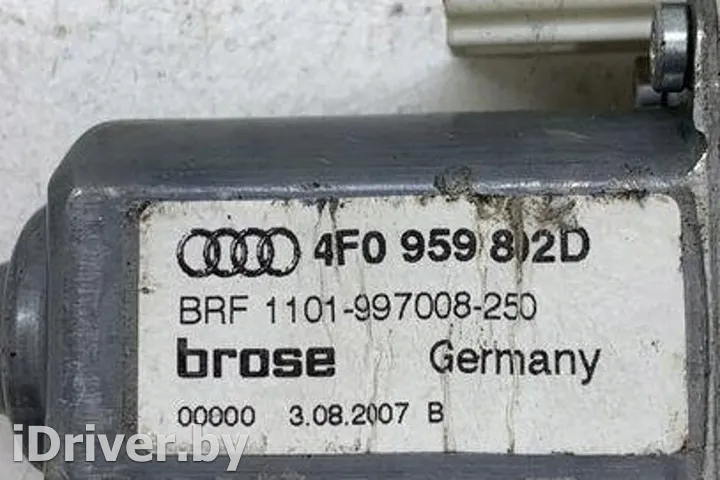 4F0 959 802D
BRF 1101-997008-250
brose Germany
00000 3.08.2007 B
iDriver.by